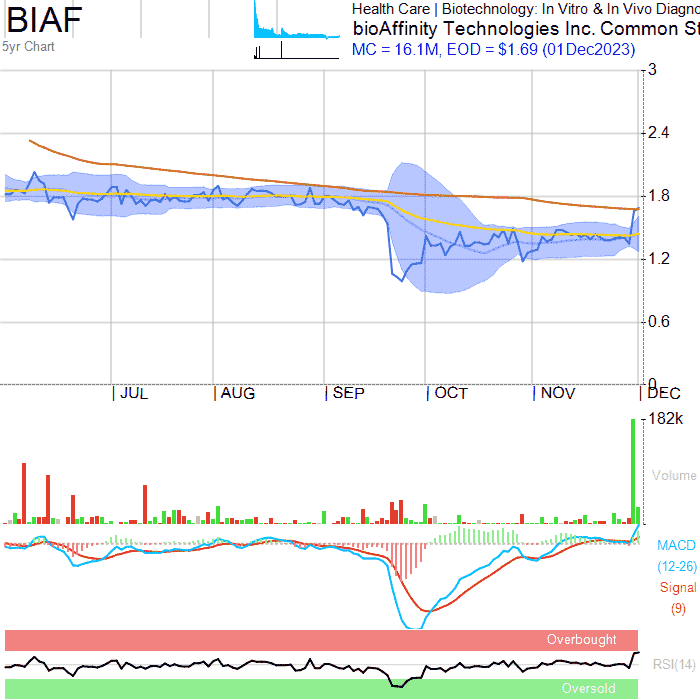 BIAF
5yr Chart
Health Care | Biotechnology: In Vitro & In Vivo Diagno
bioAffinity Technologies Inc. Common St
MC = 16.1M, EOD = $1.69 (01Dec2023)
3
2.4
1.8
1.2
0.6
0
JUL AUG SEP OCT NOV DEC
182k
Volume
MACD
(12-26)
Signal
(9)
Overbought
RSI(14)
Oversold